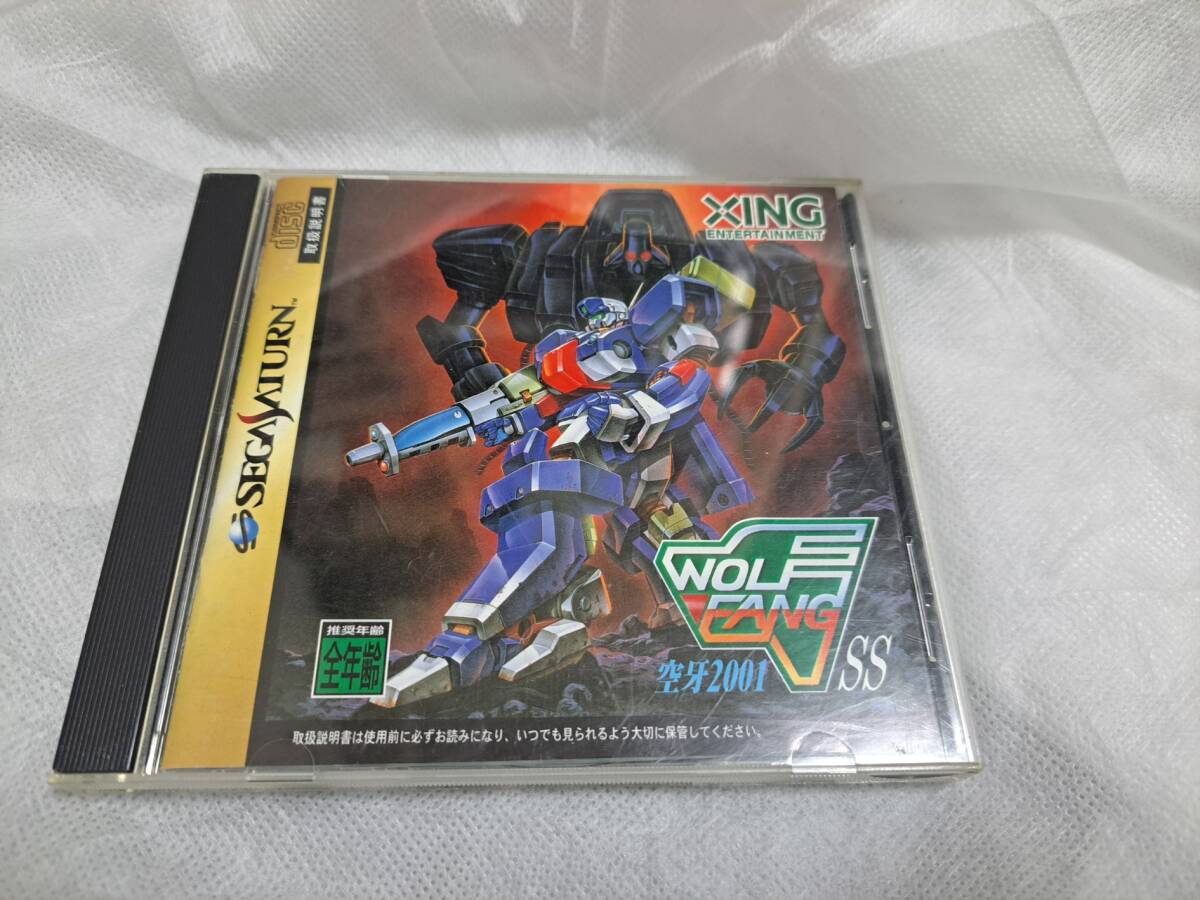 COMPACT
disc
取扱説明書
SEGA SATURN™
XING
ENTERTAINMENT
WOLF
FANG
空牙2001
SS
推奨年齢
全年齢
取扱説明書は使用前に必ずお読みになり、いつでも見られるよう大切に保管してください。